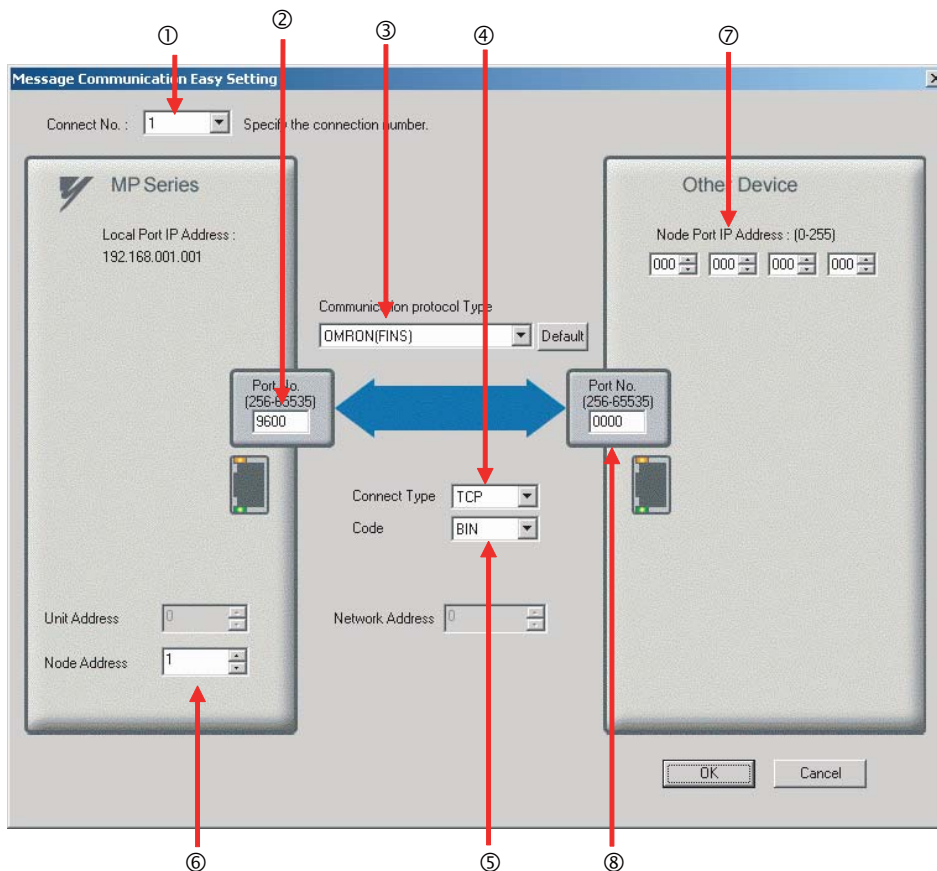 ① ② ③ ④ ⑦
Message Communication Easy Setting
Connect No. : 1 Specify the connection number.
MP Series
Local Port IP Address :
192.168.001.001
Other Device
Node Port IP Address : (0-255)
000 000 000 000
Communication protocol Type
OMRON(FINS) Default
Port No.
(256-65535)
9600
Port No.
(256-65535)
0000
Connect Type TCP
Code BIN
Unit Address 0
Network Address 0
Node Address 1
OK Cancel
⑥ ⑤ ⑧